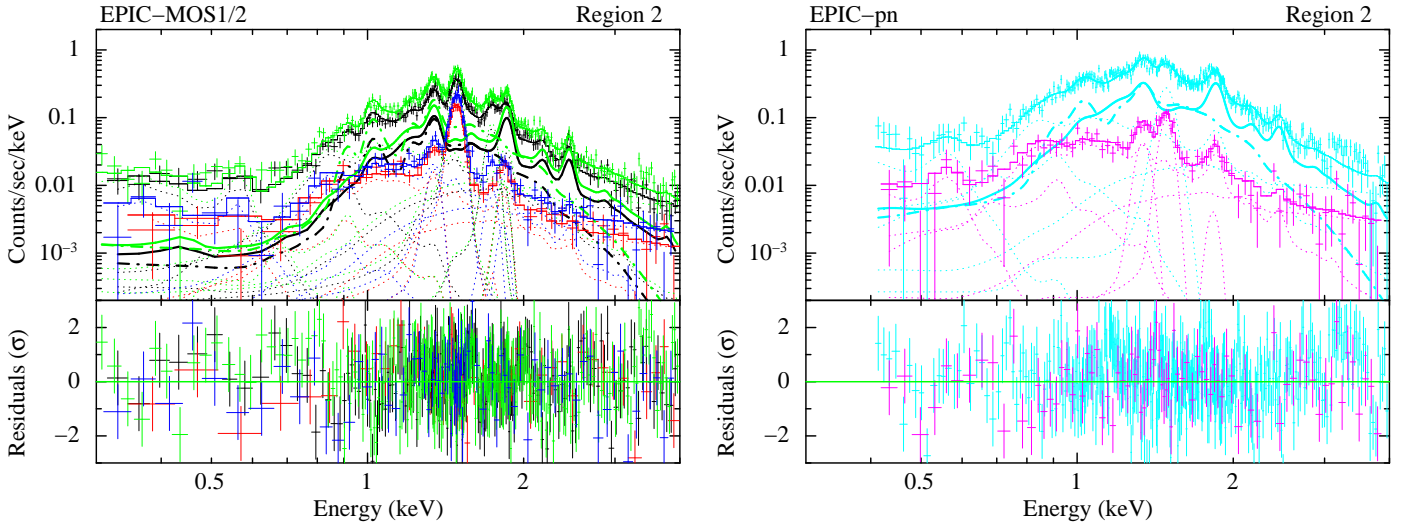 EPIC−MOS1/2 Region 2
1
0.1
0.01
10−3
Counts/sec/keV
2
0
−2
Residuals (σ)
0.5 1 2
Energy (keV)
EPIC−pn Region 2
1
0.1
0.01
10−3
Counts/sec/keV
2
0
−2
Residuals (σ)
0.5 1 2
Energy (keV)